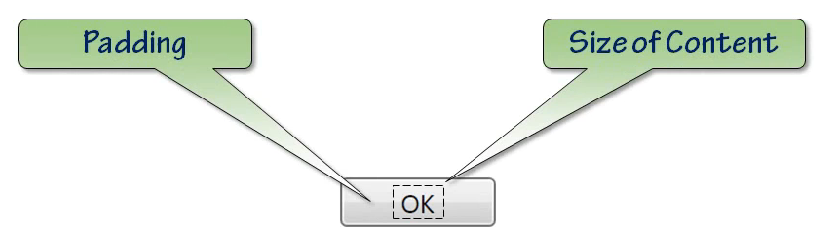 Padding
Size of Content
OK